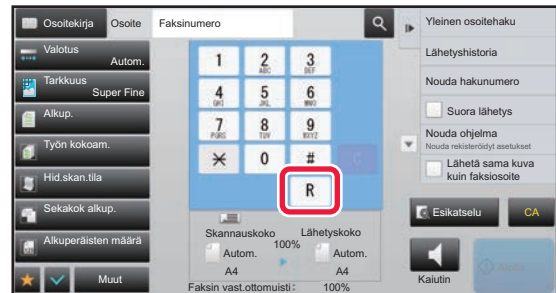 Osoitekirja
Osoite
Faksinumero
Valotus
Autom.
Tarkkuus
Super Fine
Alkup.
Työn kokoam.
Hid.skan.tila
Sekakok alkup.
Alkuperäisten määrä
Muut
1
2
ABC
3
DEF
4
GHI
5
JKL
6
MNO
7
PQRS
8
TUV
9
WXYZ
0
#
C
R
Skannauskoko
100%
Lähetyskoko
Autom.
Autom.
A4
A4
Faksin vast.ottomuisti:
100%
Yleinen osoitehaku
Lähetyshistoria
Nouda hakunumero
Suora lähetys
Nouda ohjelma
Nouda rekisteröidyt asetukset
Lähetä sama kuva
kuin faksiosoite
Esikatselu
CA
Kaiutin
Aloita